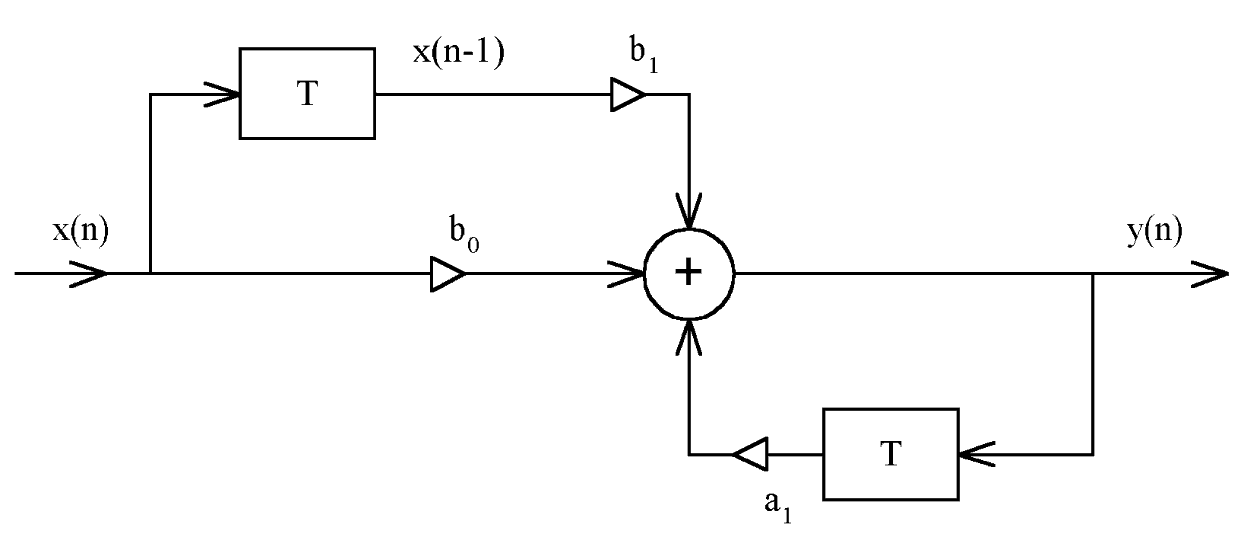 T
x(n-1)
b₁
x(n)
b₀
+
y(n)
T
a₁